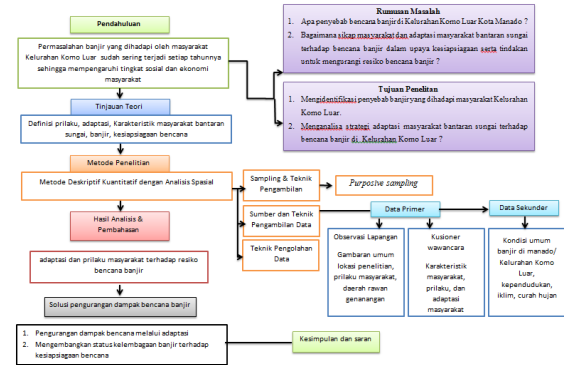 Pendahuluan
Permasalahan banjir yang dihadapi oleh masyarakat
Kelurahan Komo Luar sudah sering terjadi setiap tahunnya
sehingga mempengaruhi tingkat sosial dan ekonomi
masyarakat
Rumusan Masalah
1. Apa penyebab bencana banjir di Kelurahan Komo Luar Kota Manado ?
2. Bagaimana sikap masyarakat dan adaptasi masyarakat bantaran sungai
terhadap bencana banjir dalam upaya kesiapsiagaan serta tindakan
untuk mengurangi resiko bencana banjir ?
Tujuan Penelitan
1. Mengidentifikasi penyebab banjir yang dihadapi masyarakat Kelurahan
Komo Luar.
2. Menganalisa strategi adaptasi masyarakat bantaran sungai terhadap
bencana banjir di Kelurahan Komo Luar ?
Tinjauan Teori
Definisi prilaku, adaptasi, Karakteristik masyarakat bantaran
sungai, banjir, kesiapsiagaan bencana
Metode Penelitian
Metode Deskriptif Kuantitatif dengan Analisis Spasial
Sampling & Teknik
Pengambilan
Purposive sampling
Sumber dan Teknik
Pengambilan Data
Teknik Pengolahan
Data
Data Primer
Data Sekunder
Observasi Lapangan
Gambaran umum
lokasi penelitian,
prilaku masyarakat,
daerah rawan
genangan
Kusioner
wawancara
Karakteristik
masyarakat,
prilaku, dan
adaptasi
masyarakat
Kondisi umum
banjir di manado/
Kelurahan Komo
Luar,
kependudukan,
iklim, curah hujan
Hasil Analisis &
Pembahasan
adaptasi dan prilaku masyarakat terhadap resiko
bencana banjir
Solusi pengurangan dampak bencana banjir
1. Pengurangan dampak bencana melalui adaptasi
2. Mengembangkan status kelembagaan banjir terhadap
kesiapsiagaan bencana
Kesimpulan dan saran